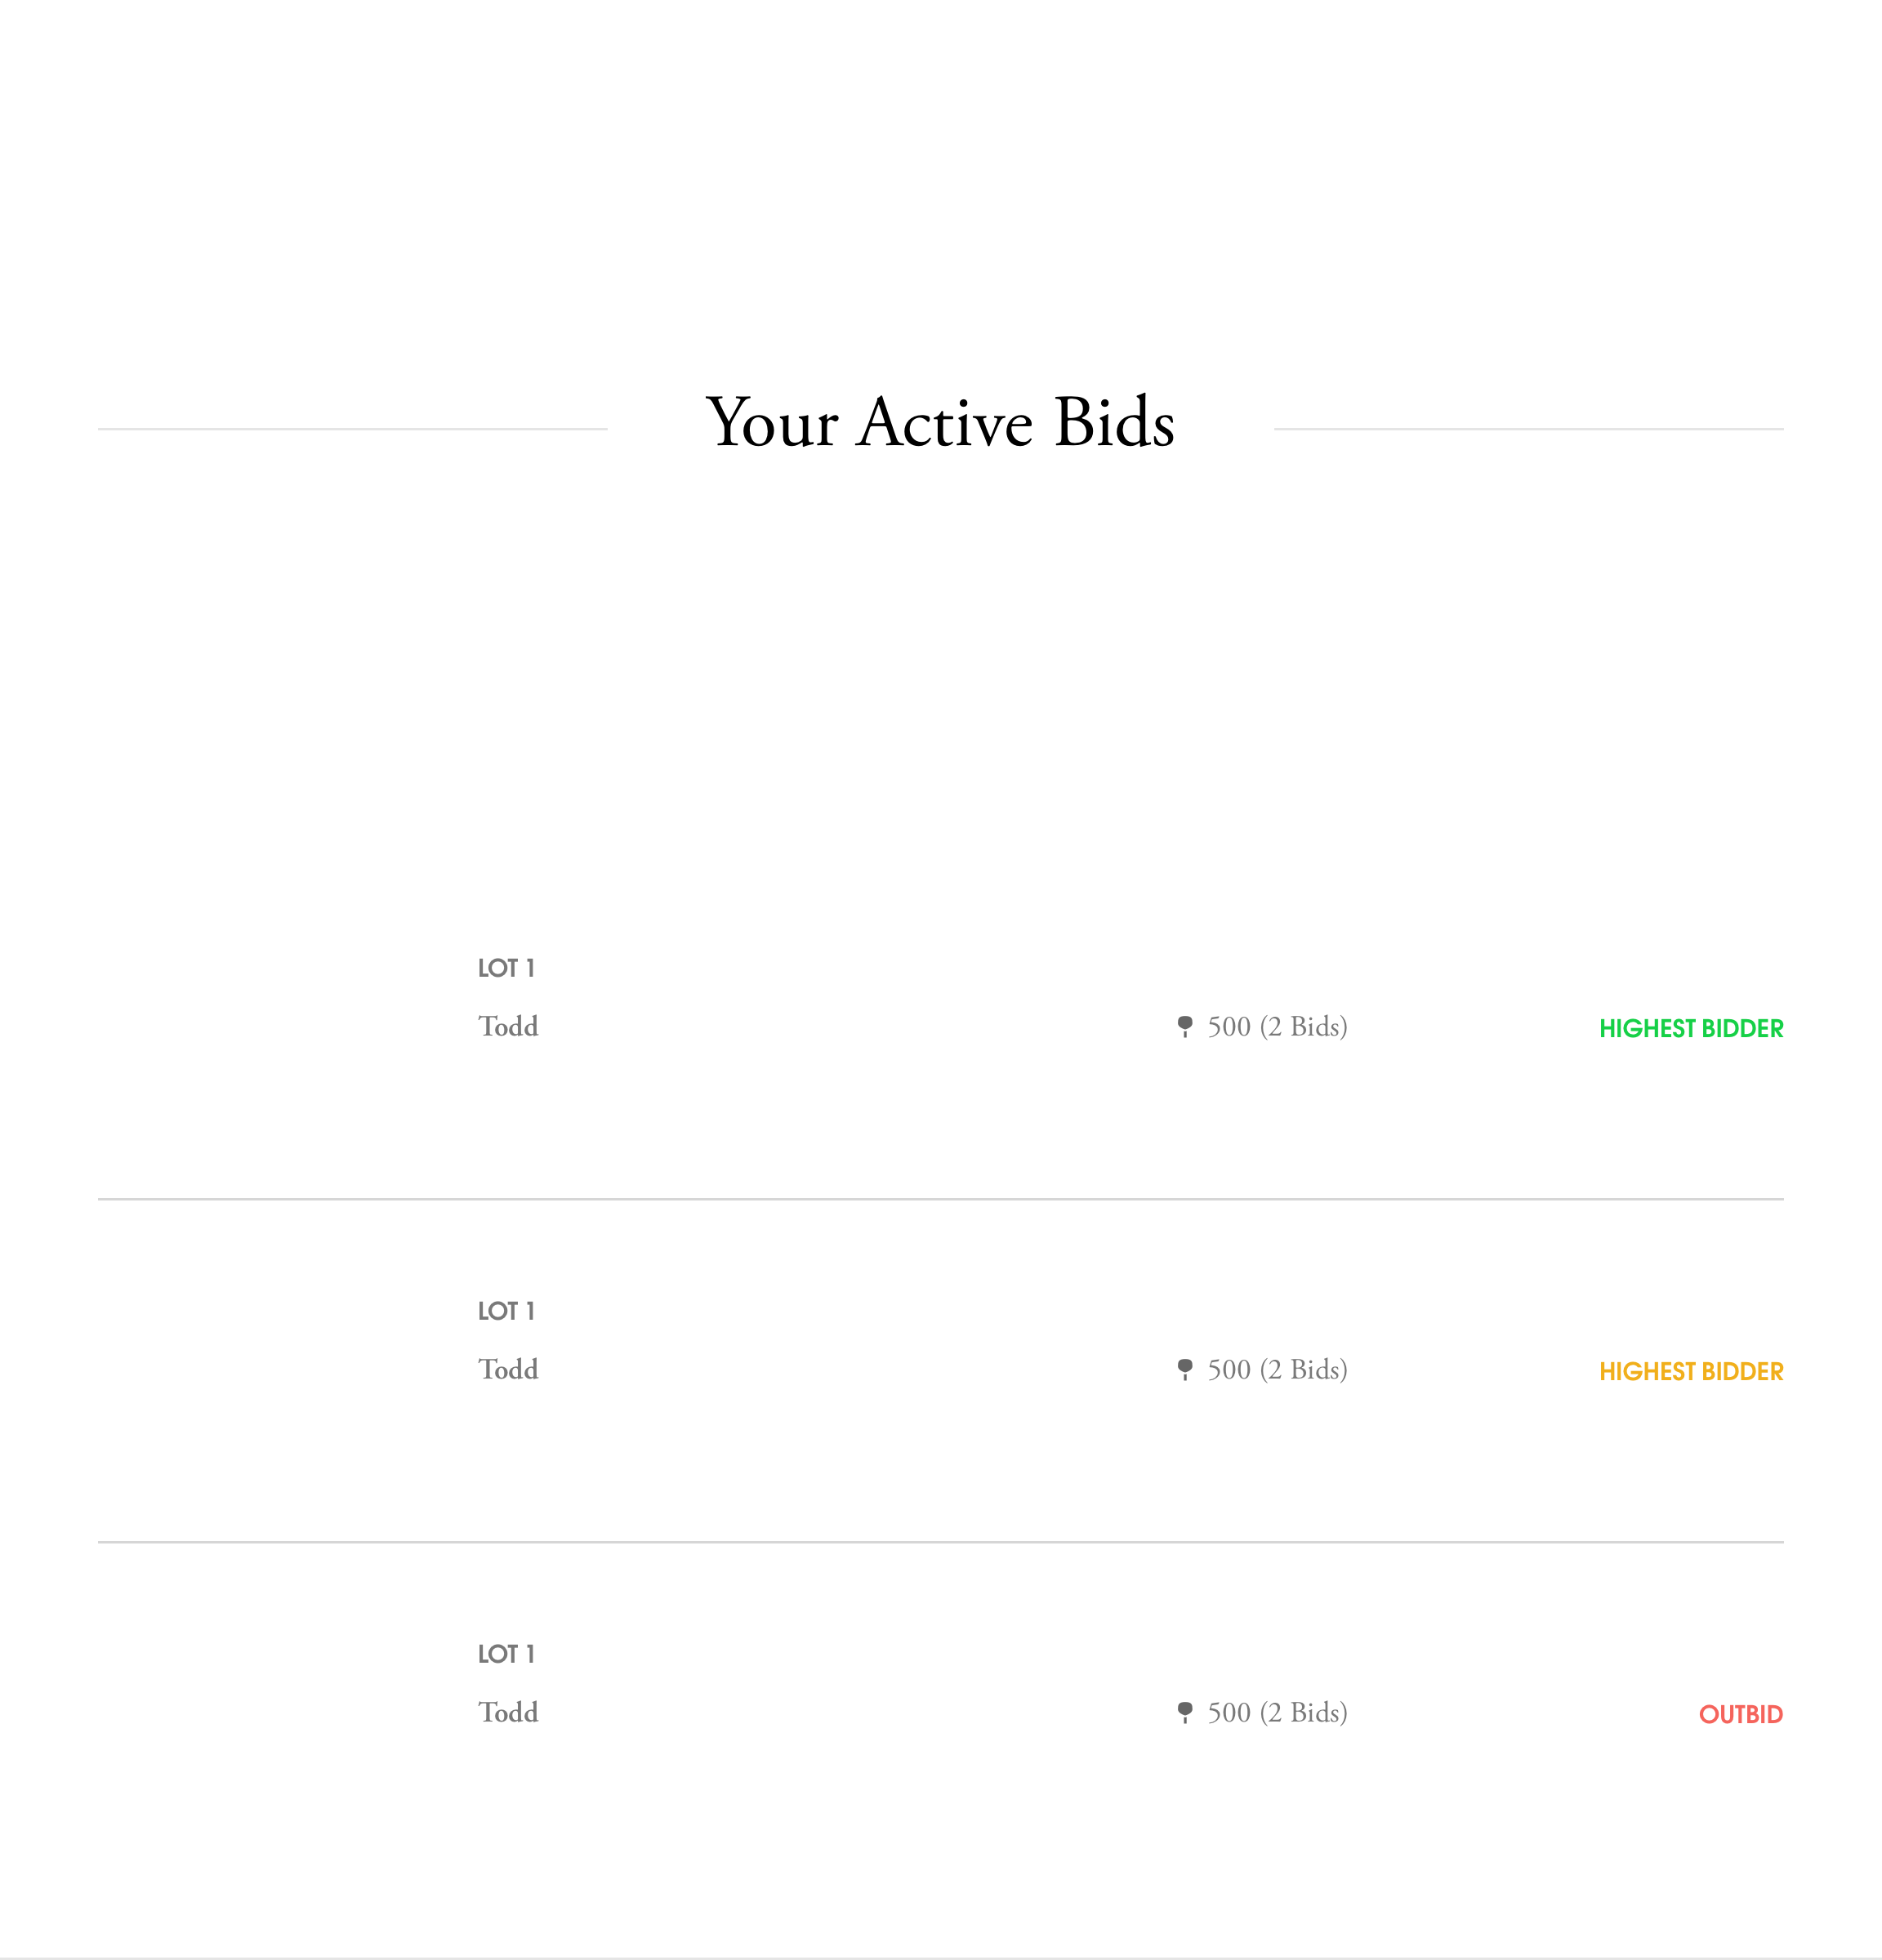 Your Active Bids
LOT 1
Todd
500 (2 Bids)
HIGHEST BIDDER
LOT 1
Todd
500 (2 Bids)
HIGHEST BIDDER
LOT 1
Todd
500 (2 Bids)
OUTBID